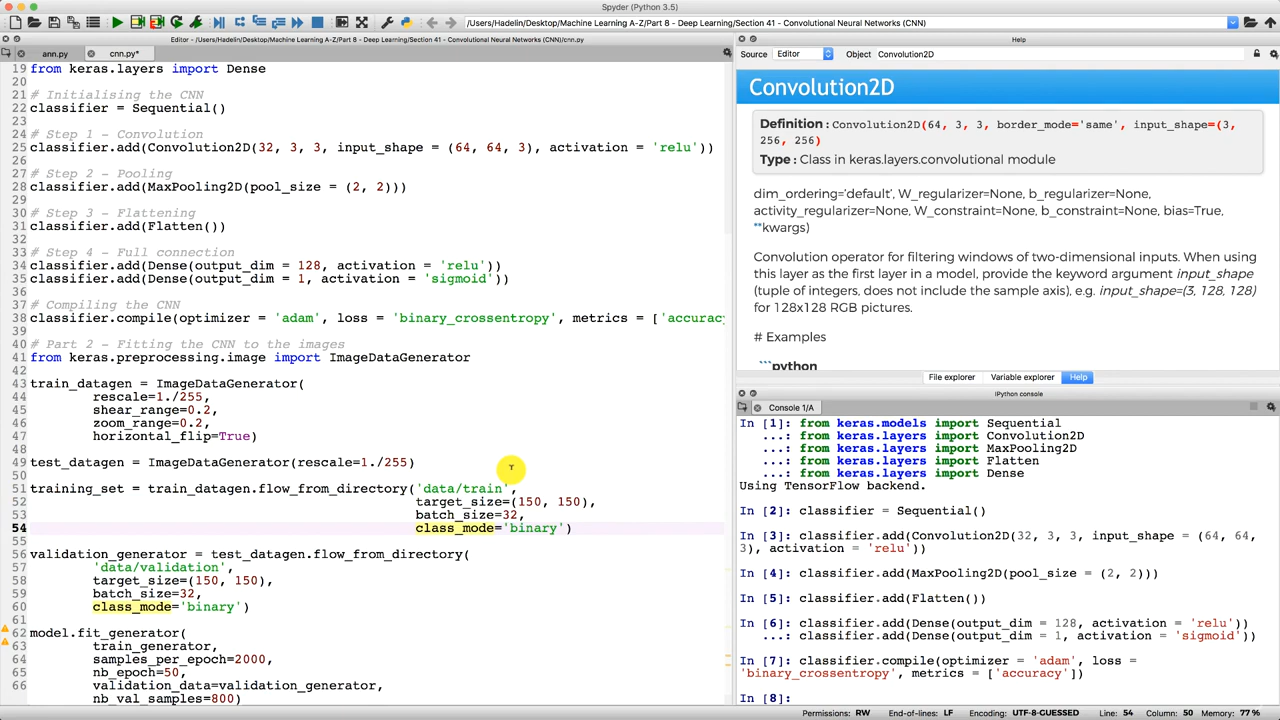 Spyder (Python 3.5)
/Users/Hadelin/Desktop/Machine Learning A-Z/Part 8 - Deep Learning/Section 41 - Convolutional Neural Networks (CNN)
Editor - /Users/Hadelin/Desktop/Machine Learning A-Z/Part 8 - Deep Learning/Section 41 - Convolutional Neural Networks (CNN)/cnn.py
ann.py cnn.py*
19 from keras.layers import Dense
20
21 # Initialising the CNN
22 classifier = Sequential()
23
24 # Step 1 - Convolution
25 classifier.add(Convolution2D(32, 3, 3, input_shape = (64, 64, 3), activation = 'relu'))
26
27 # Step 2 - Pooling
28 classifier.add(MaxPooling2D(pool_size = (2, 2)))
29
30 # Step 3 - Flattening
31 classifier.add(Flatten())
32
33 # Step 4 - Full connection
34 classifier.add(Dense(output_dim = 128, activation = 'relu'))
35 classifier.add(Dense(output_dim = 1, activation = 'sigmoid'))
36
37 # Compiling the CNN
38 classifier.compile(optimizer = 'adam', loss = 'binary_crossentropy', metrics = ['accuracy
39
40 # Part 2 - Fitting the CNN to the images
41 from keras.preprocessing.image import ImageDataGenerator
42
43 train_datagen = ImageDataGenerator(
44 rescale=1./255,
45 shear_range=0.2,
46 zoom_range=0.2,
47 horizontal_flip=True)
48
49 test_datagen = ImageDataGenerator(rescale=1./255)
50
51 training_set = train_datagen.flow_from_directory('data/train',
52 target_size=(150, 150),
53 batch_size=32,
54 class_mode='binary')
55
56 validation_generator = test_datagen.flow_from_directory(
57 'data/validation',
58 target_size=(150, 150),
59 batch_size=32,
60 class_mode='binary')
61
62 model.fit_generator(
63 train_generator,
64 samples_per_epoch=2000,
65 nb_epoch=50,
66 validation_data=validation_generator,
nb_val_samples=800)
Help
Source Editor Object Convolution2D
Convolution2D
Definition : Convolution2D(64, 3, 3, border_mode='same', input_shape=(3,
256, 256)
Type : Class in keras.layers.convolutional module
dim_ordering='default', W_regularizer=None, b_regularizer=None,
activity_regularizer=None, W_constraint=None, b_constraint=None, bias=True,
**kwargs)
Convolution operator for filtering windows of two-dimensional inputs. When using
this layer as the first layer in a model, provide the keyword argument input_shape
(tuple of integers, does not include the sample axis), e.g. input_shape=(3, 128, 128)
for 128x128 RGB pictures.
# Examples
```python
File explorer Variable explorer Help
IPython console
Console 1/A
In [1]: from keras.models import Sequential
...: from keras.layers import Convolution2D
...: from keras.layers import MaxPooling2D
...: from keras.layers import Flatten
...: from keras.layers import Dense
Using TensorFlow backend.
In [2]: classifier = Sequential()
In [3]: classifier.add(Convolution2D(32, 3, 3, input_shape = (64, 64,
3), activation = 'relu'))
In [4]: classifier.add(MaxPooling2D(pool_size = (2, 2)))
In [5]: classifier.add(Flatten())
In [6]: classifier.add(Dense(output_dim = 128, activation = 'relu'))
...: classifier.add(Dense(output_dim = 1, activation = 'sigmoid'))
In [7]: classifier.compile(optimizer = 'adam', loss =
'binary_crossentropy', metrics = ['accuracy'])
In [8]:
Permissions: RW End-of-lines: LF Encoding: UTF-8-GUESSED Line: 54 Column: 50 Memory: 77 %